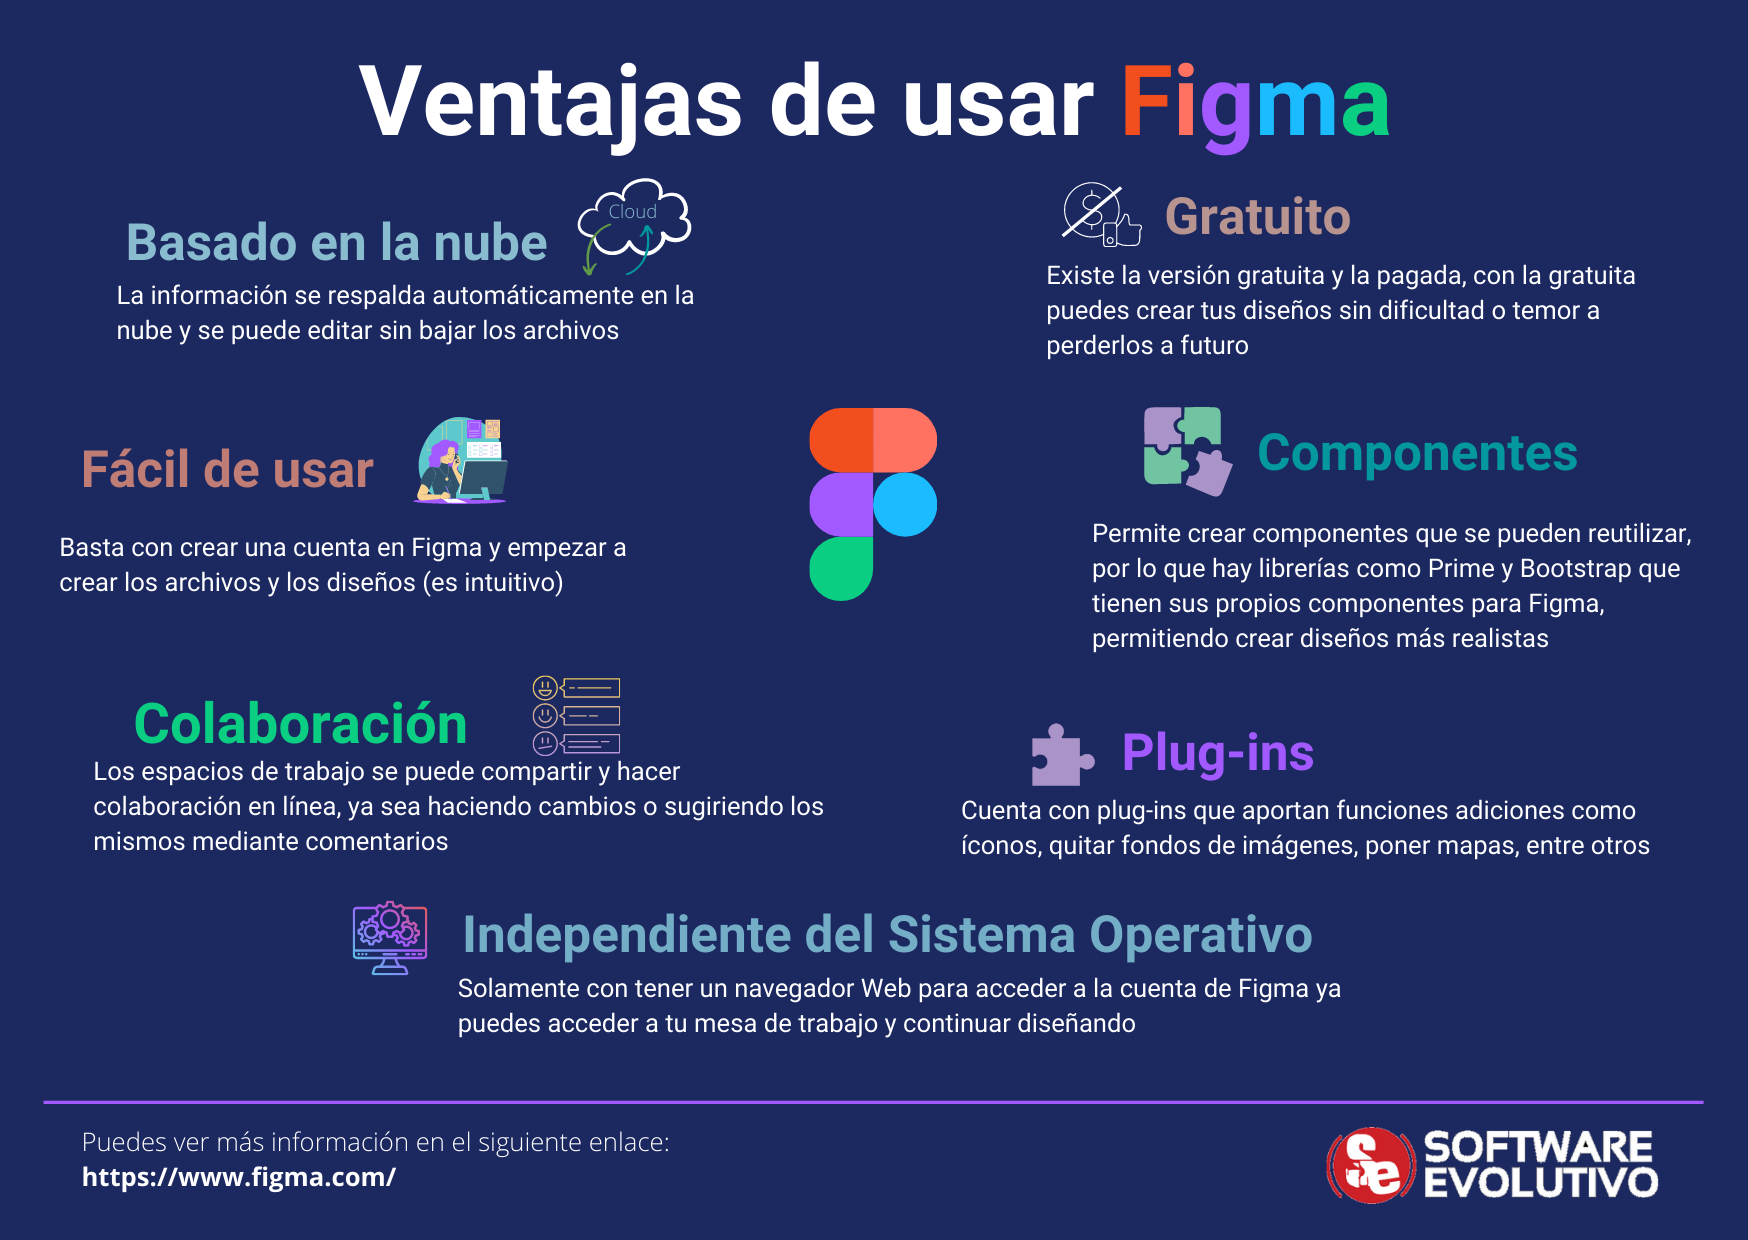 Ventajas de usar Figma
Cloud
Basado en la nube
La información se respalda automáticamente en la
nube y se puede editar sin bajar los archivos
Gratuito
Existe la versión gratuita y la pagada, con la gratuita
puedes crear tus diseños sin dificultad o temor a
perderlos a futuro
Fácil de usar
Basta con crear una cuenta en Figma y empezar a
crear los archivos y los diseños (es intuitivo)
Componentes
Permite crear componentes que se pueden reutilizar,
por lo que hay librerías como Prime y Bootstrap que
tienen sus propios componentes para Figma,
permitiendo crear diseños más realistas
Colaboración
Los espacios de trabajo se puede compartir y hacer
colaboración en línea, ya sea haciendo cambios o sugiriendo los
mismos mediante comentarios
Plug-ins
Cuenta con plug-ins que aportan funciones adiciones como
íconos, quitar fondos de imágenes, poner mapas, entre otros
Independiente del Sistema Operativo
Solamente con tener un navegador Web para acceder a la cuenta de Figma ya
puedes acceder a tu mesa de trabajo y continuar diseñando
Puedes ver más información en el siguiente enlace:
https://www.figma.com/
Se
SOFTWARE
EVOLUTIVO